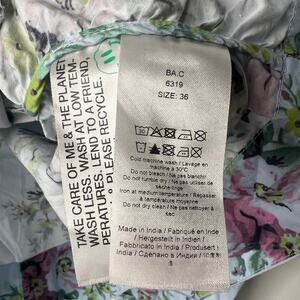 TAKE CARE OF ME & THE PLANET
WASH LESS, WASH AT LOW TEM-
PERATURE, LEND TO A FRIEND,
PLEASE RECYCLE
BA.C
6319
SIZE: 36
Cold machine wash / Lavage en
machine à 30°C
Do not bleach / Ne pas blanchir
Do not tumble dry / Ne pas utiliser de
sèche-linge
Iron at medium temperature / Repasser
à température moyenne
Do not dry clean / Ne pas nettoyer à
sec
Made in India / Fabriqué en Inde
/ Hergestellt in Indien /
Fabbricato in India / Produsert i
India / Сделано в Индии /